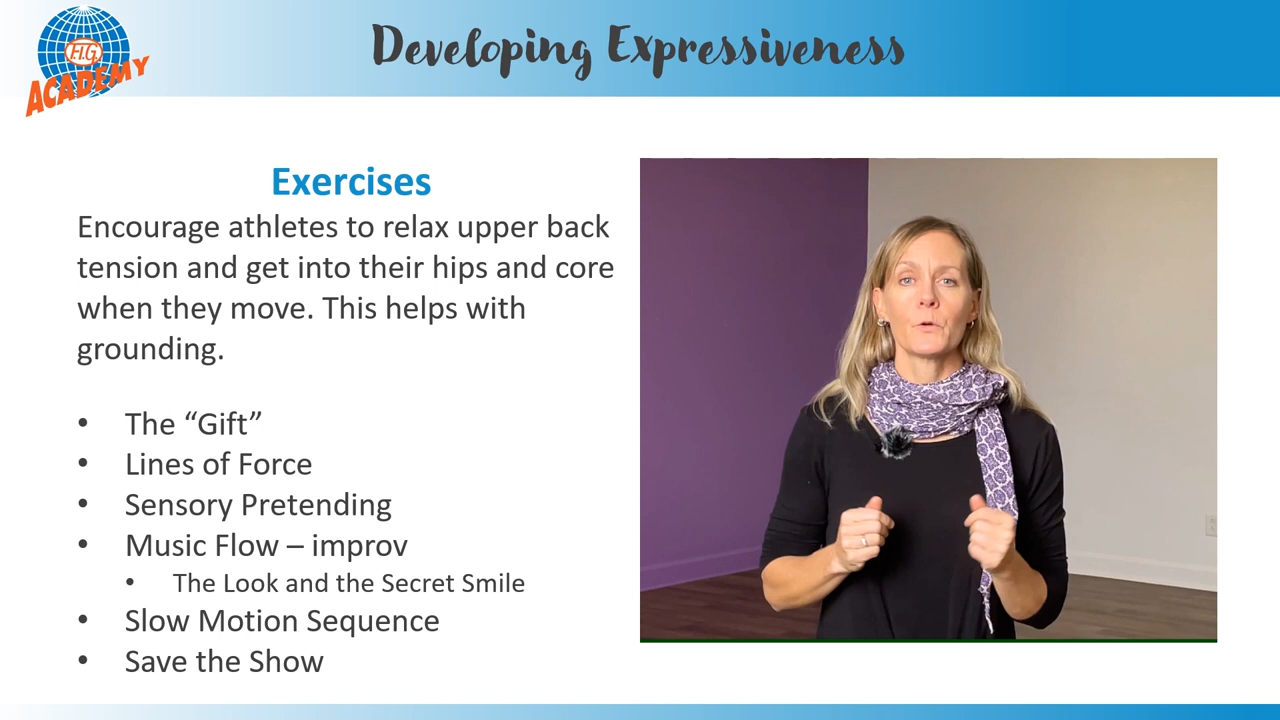 F.I.G.
ACADEMY
Developing Expressiveness
Exercises
Encourage athletes to relax upper back
tension and get into their hips and core
when they move. This helps with
grounding.
• The “Gift”
• Lines of Force
• Sensory Pretending
• Music Flow – improv
• The Look and the Secret Smile
• Slow Motion Sequence
• Save the Show